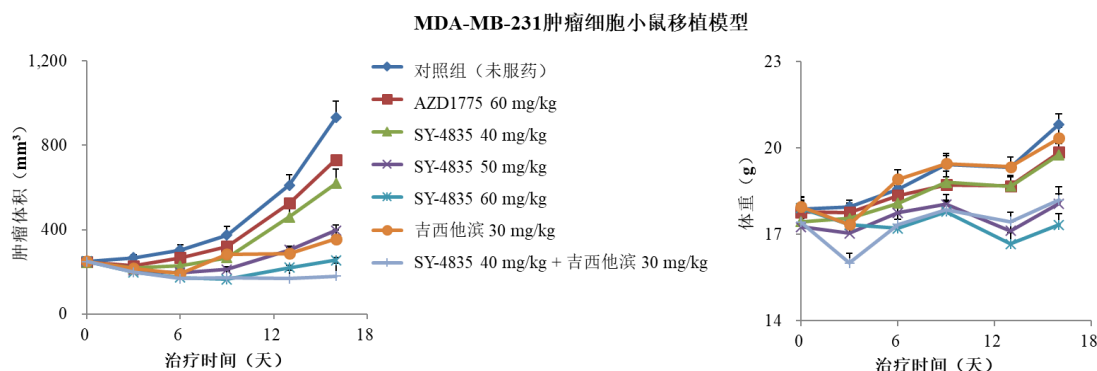 MDA-MB-231肿瘤细胞小鼠移植模型
1,200
800
400
0
肿瘤体积（mm³）
0
6
12
18
治疗时间（天）
对照组（未服药）
AZD1775 60 mg/kg
SY-4835 40 mg/kg
SY-4835 50 mg/kg
SY-4835 60 mg/kg
吉西他滨 30 mg/kg
SY-4835 40 mg/kg + 吉西他滨 30 mg/kg
23
20
17
14
体重（g）
0
6
12
18
治疗时间（天）